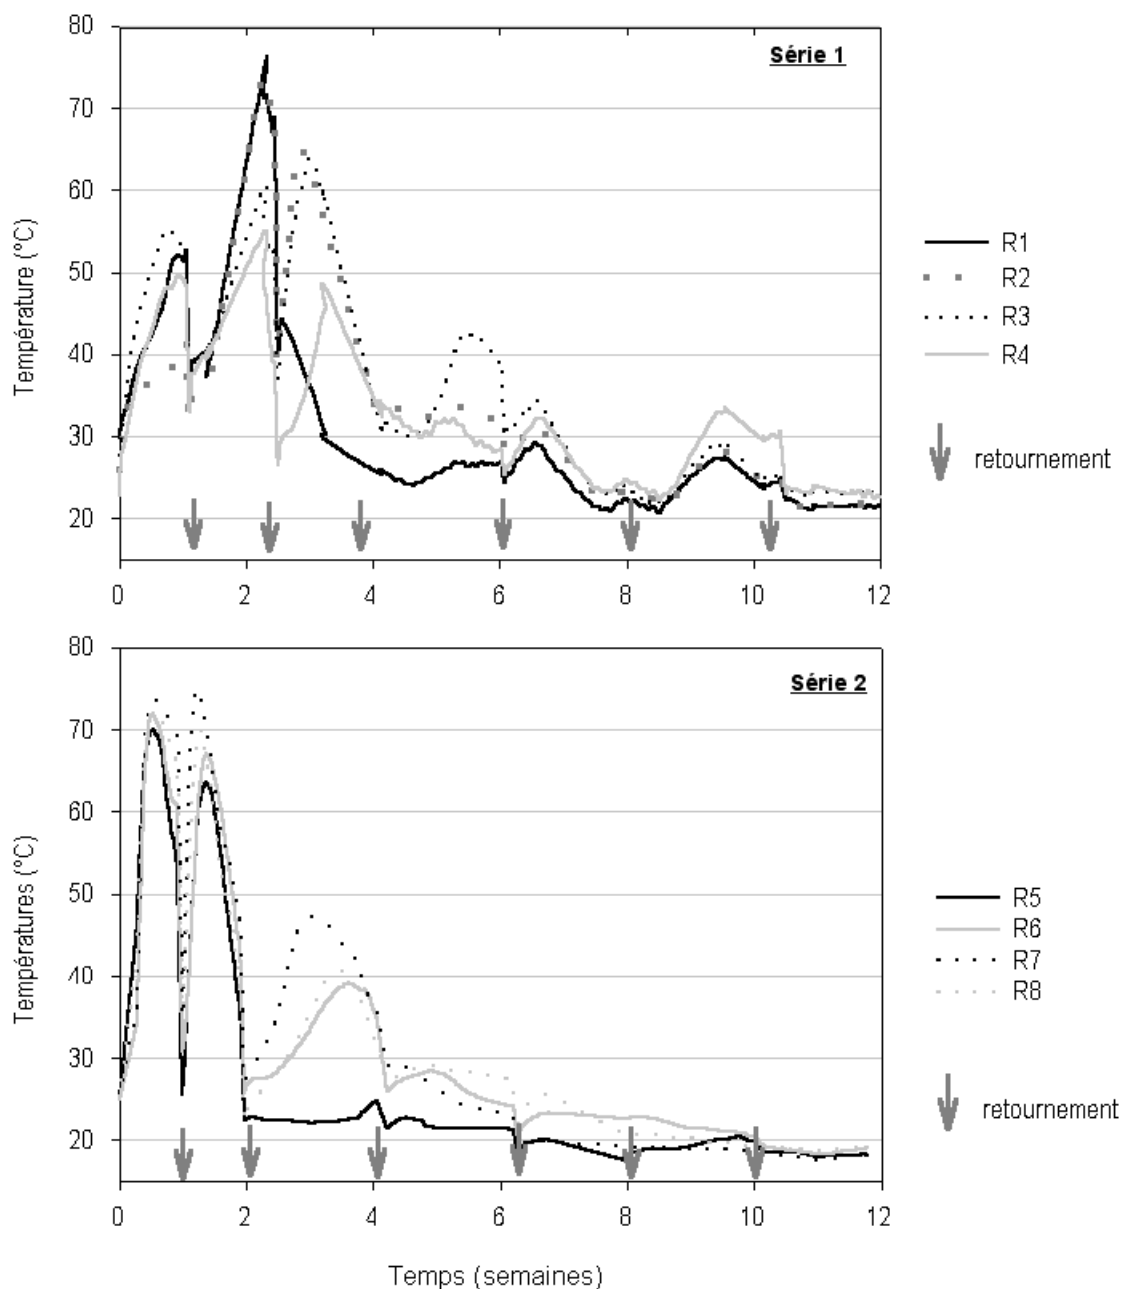 Série 1
Température (°C)
80
70
60
50
40
30
20
0 2 4 6 8 10 12
R1
R2
R3
R4
retournement
Série 2
Températures (°C)
80
70
60
50
40
30
20
0 2 4 6 8 10 12
Temps (semaines)
R5
R6
R7
R8
retournement